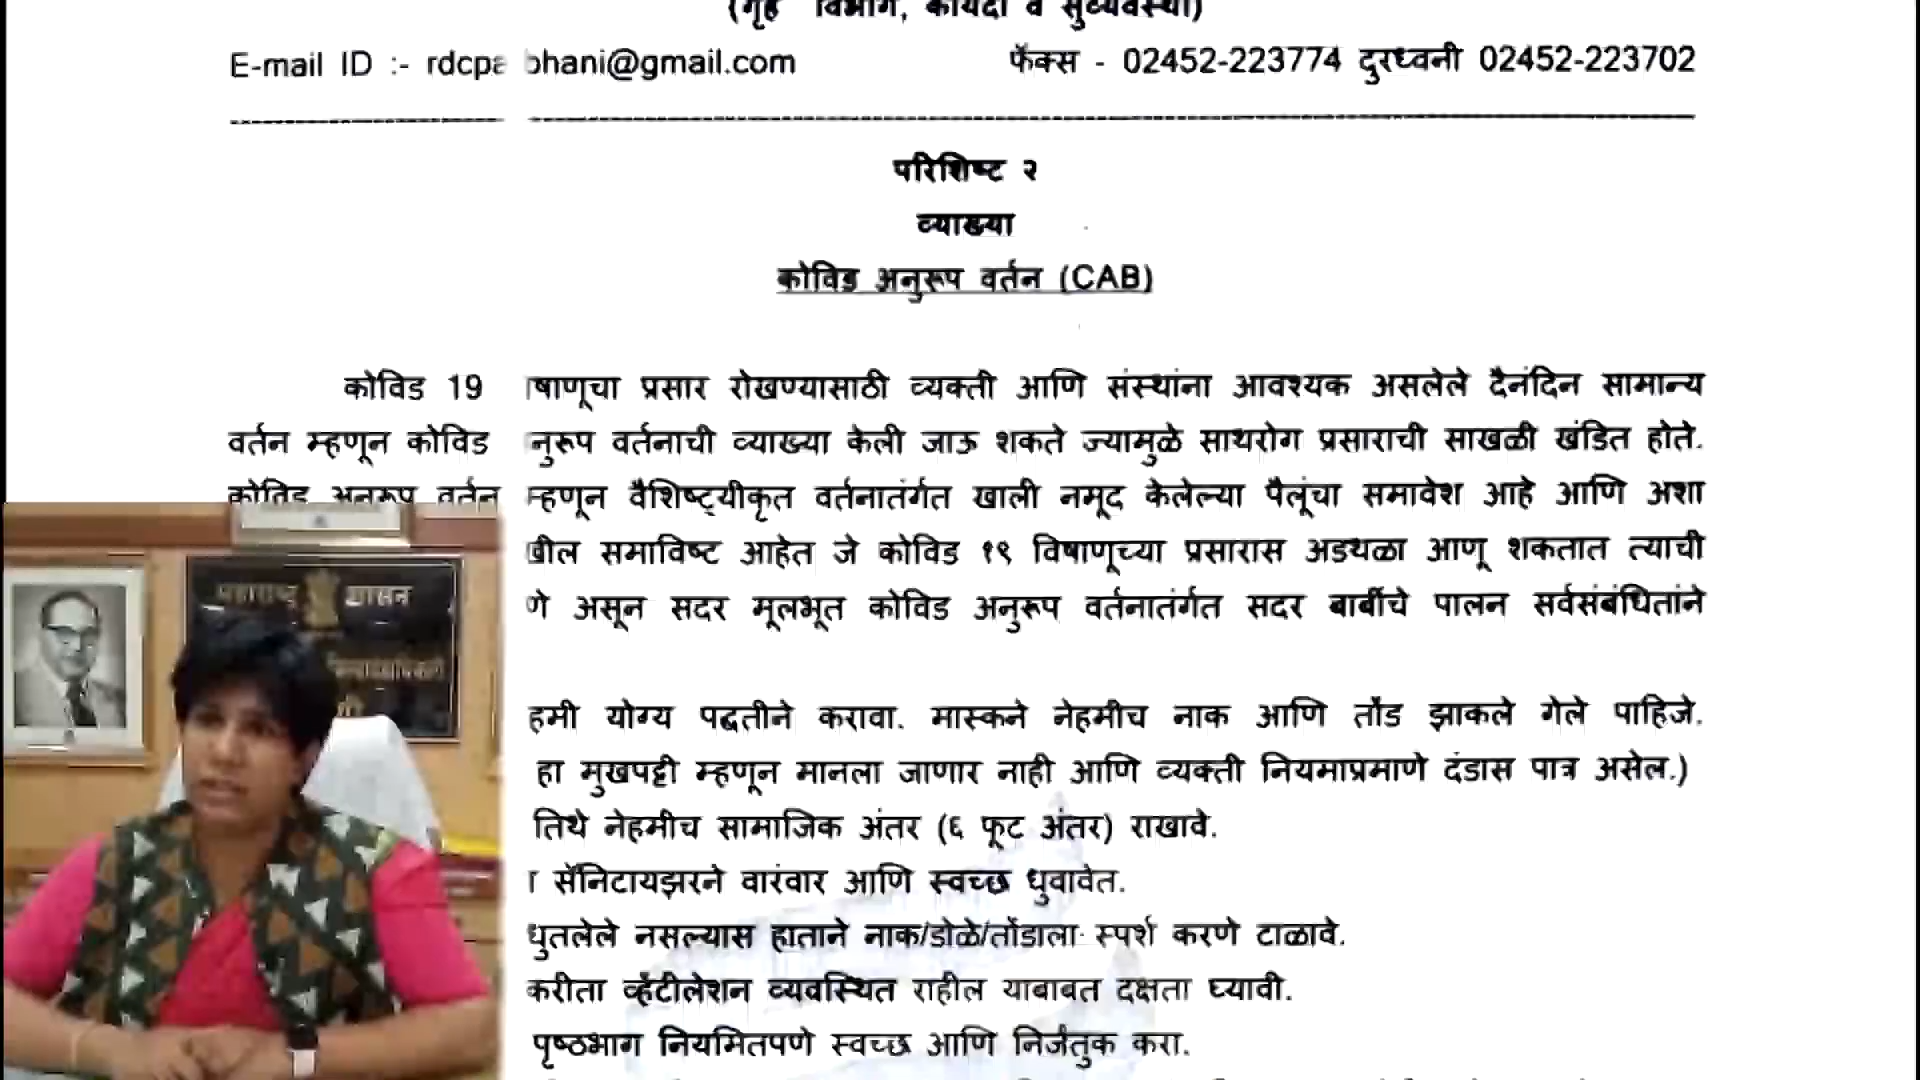 (गृह विभाग, कायदा व सुव्यवस्था)
E-mail ID :- rdcpa bhani@gmail.com फॅक्स - 02452-223774 दुरध्वनी 02452-223702
परिशिष्ट २
व्याख्या
कोविड अनुरूप वर्तन (CAB)
कोविड 19 षाणूचा प्रसार रोखण्यासाठी व्यक्ती आणि संस्थांना आवश्यक असलेले दैनंदिन सामान्य
वर्तन म्हणून कोविड नुरूप वर्तनाची व्याख्या केली जाऊ शकते ज्यामुळे साथरोग प्रसाराची साखळी खंडित होते.
कोविड अनुरूप वर्तन म्हणून वैशिष्ट्यीकृत वर्तनातंर्गत खाली नमूद केलेल्या पैलूंचा समावेश आहे आणि अशा
खील समाविष्ट आहेत जे कोविड १९ विषाणूच्या प्रसारास अडथळा आणू शकतात त्याची
णे असून सदर मूलभूत कोविड अनुरूप वर्तनातंर्गत सदर बाबींचे पालन सर्वसंबंधितांने
हमी योग्य पद्धतीने करावा. मास्कने नेहमीच नाक आणि तोंड झाकले गेले पाहिजे.
हा मुखपट्टी म्हणून मानला जाणार नाही आणि व्यक्ती नियमाप्रमाणे दंडास पात्र असेल.)
तिथे नेहमीच सामाजिक अंतर (६ फूट अंतर) राखावे.
सॅनिटायझरने वारंवार आणि स्वच्छ धुवावेत.
धुतलेले नसल्यास हाताने नाक/डोळे/तोंडाला स्पर्श करणे टाळावे.
करीता व्हेंटीलेशन व्यवस्थित राहील याबाबत दक्षता घ्यावी.
पृष्ठभाग नियमितपणे स्वच्छ आणि निर्जंतुक करा.
महाराष्ट्र शासन